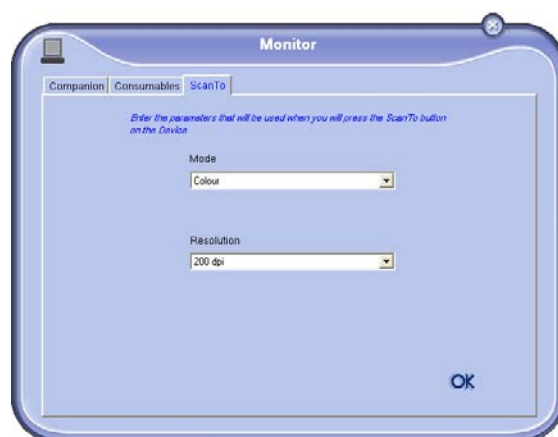 Monitor
Companion Consumables ScanTo
Enter the parameters that will be used when you will press the ScanTo button
on the Device
Mode
Colour
Resolution
200 dpi
OK